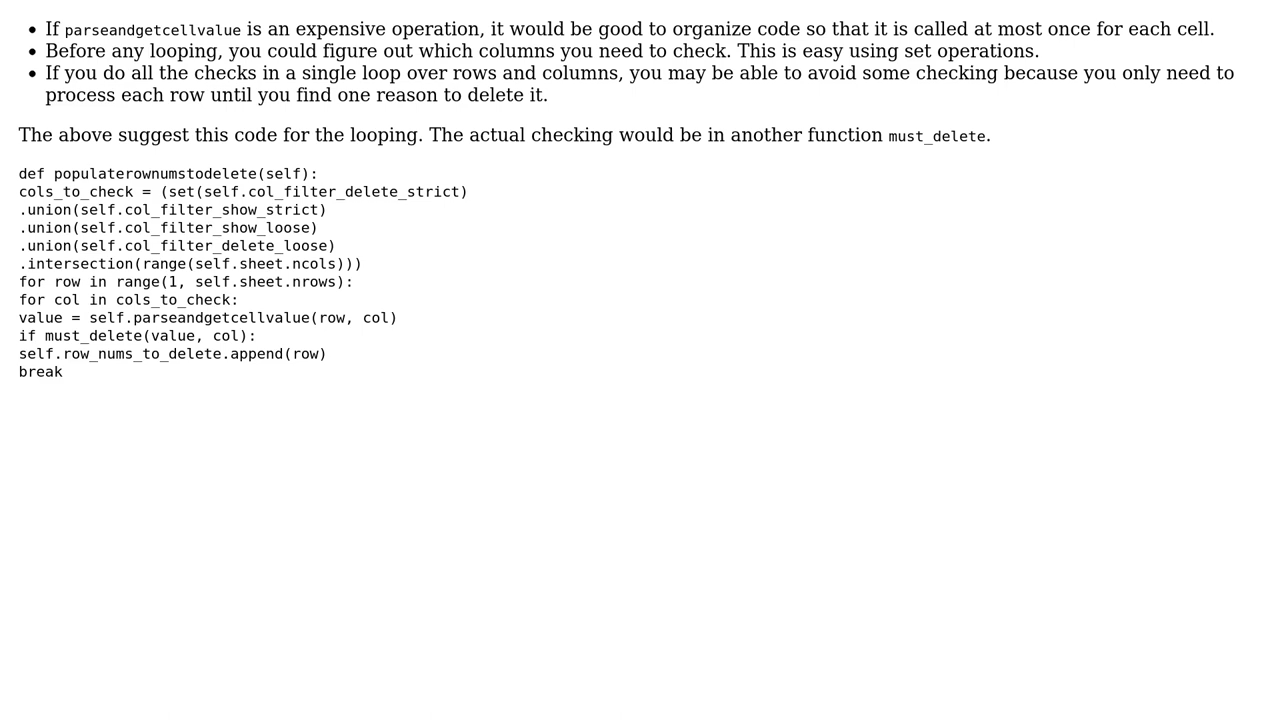 If parseandgetcellvalue is an expensive operation, it would be good to organize code so that it is called at most once for each cell.
Before any looping, you could figure out which columns you need to check. This is easy using set operations.
If you do all the checks in a single loop over rows and columns, you may be able to avoid some checking because you only need to
process each row until you find one reason to delete it.
The above suggest this code for the looping. The actual checking would be in another function must_delete.
def populaterownumstodelete(self):
cols_to_check = (set(self.col_filter_delete_strict)
.union(self.col_filter_show_strict)
.union(self.col_filter_show_loose)
.union(self.col_filter_delete_loose)
.intersection(range(self.sheet.ncols)))
for row in range(1, self.sheet.nrows):
for col in cols_to_check:
value = self.parseandgetcellvalue(row, col)
if must_delete(value, col):
self.row_nums_to_delete.append(row)
break